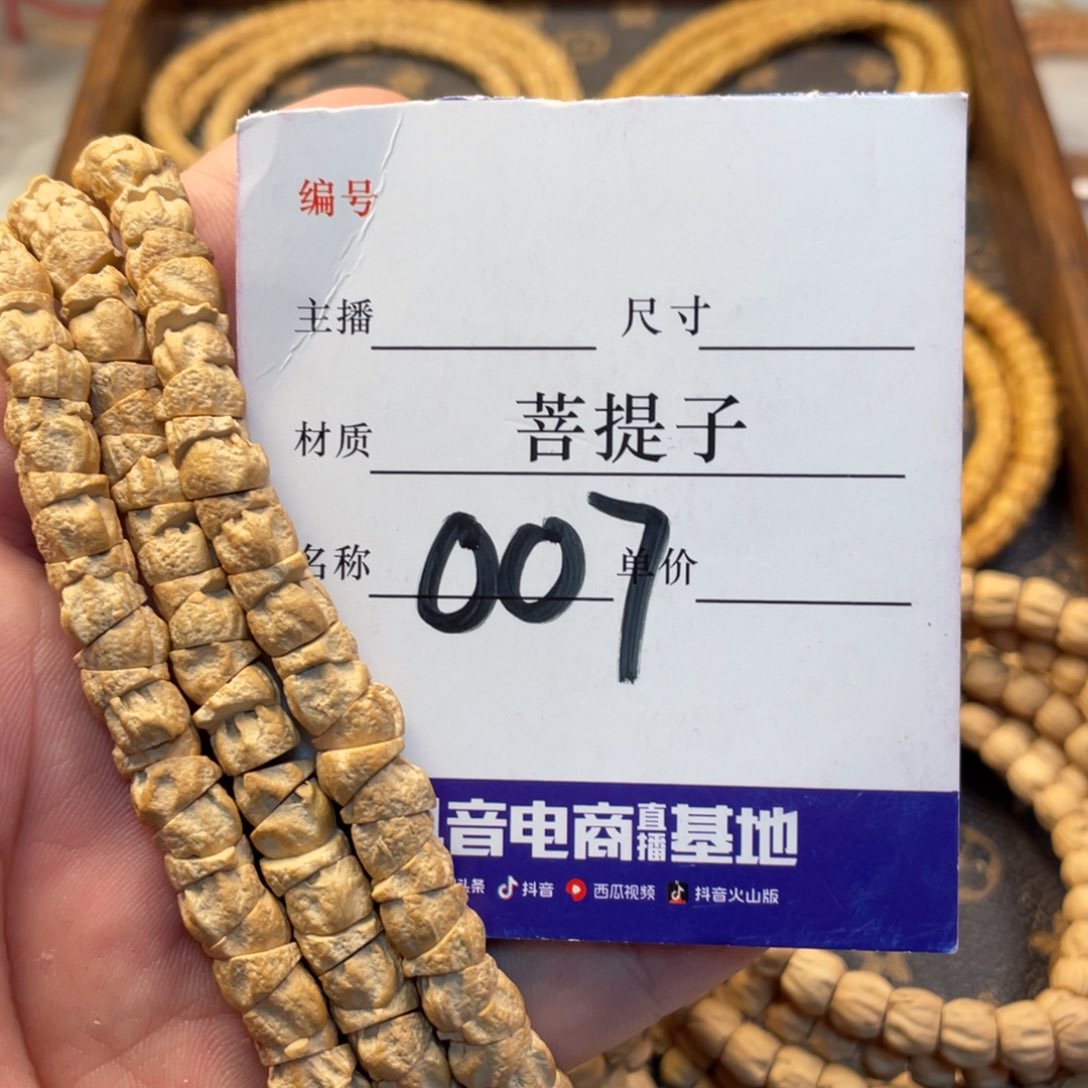 编号
主播 尺寸
材质 菩提子
名称 007 单价
音电商直播基地
头条 抖音 西瓜视频 抖音火山版